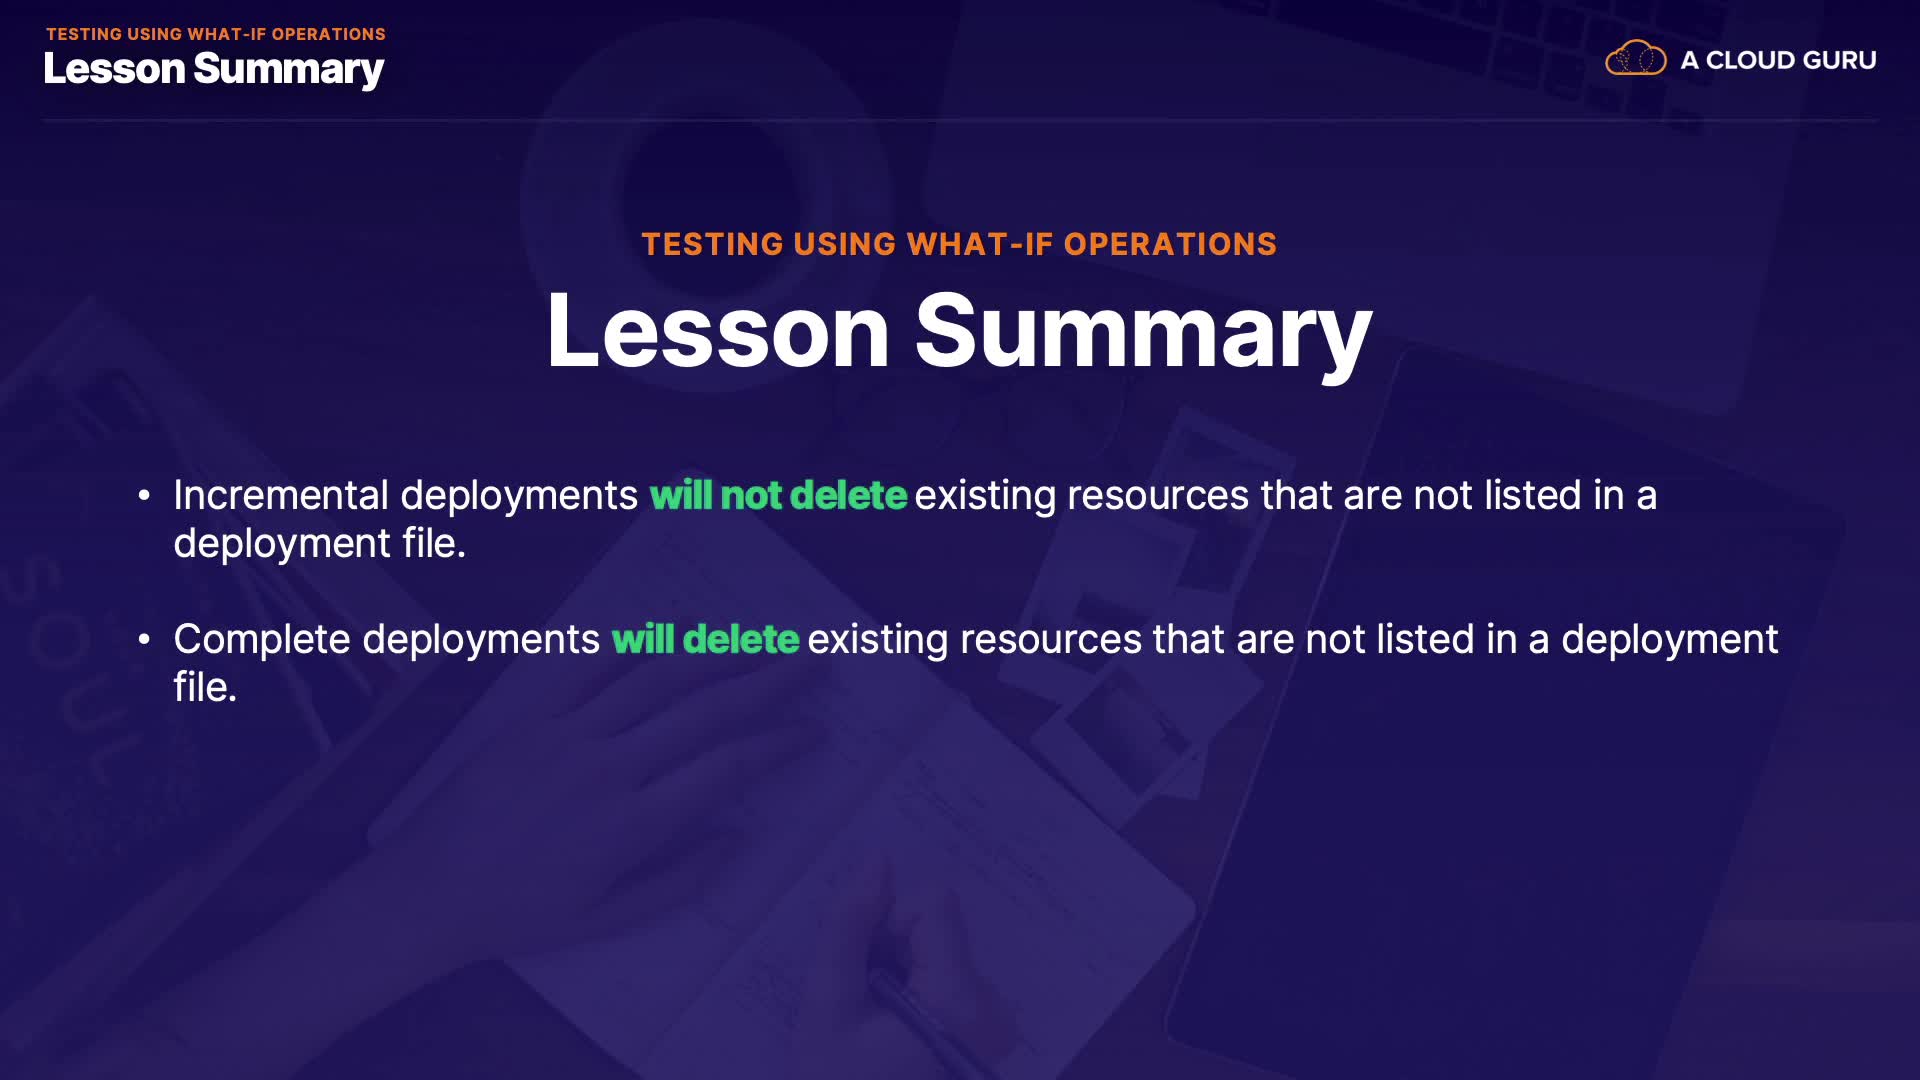 TESTING USING WHAT-IF OPERATIONS
Lesson Summary
A CLOUD GURU
TESTING USING WHAT-IF OPERATIONS
Lesson Summary
• Incremental deployments will not delete existing resources that are not listed in a
deployment file.
• Complete deployments will delete existing resources that are not listed in a deployment
file.
SOUL